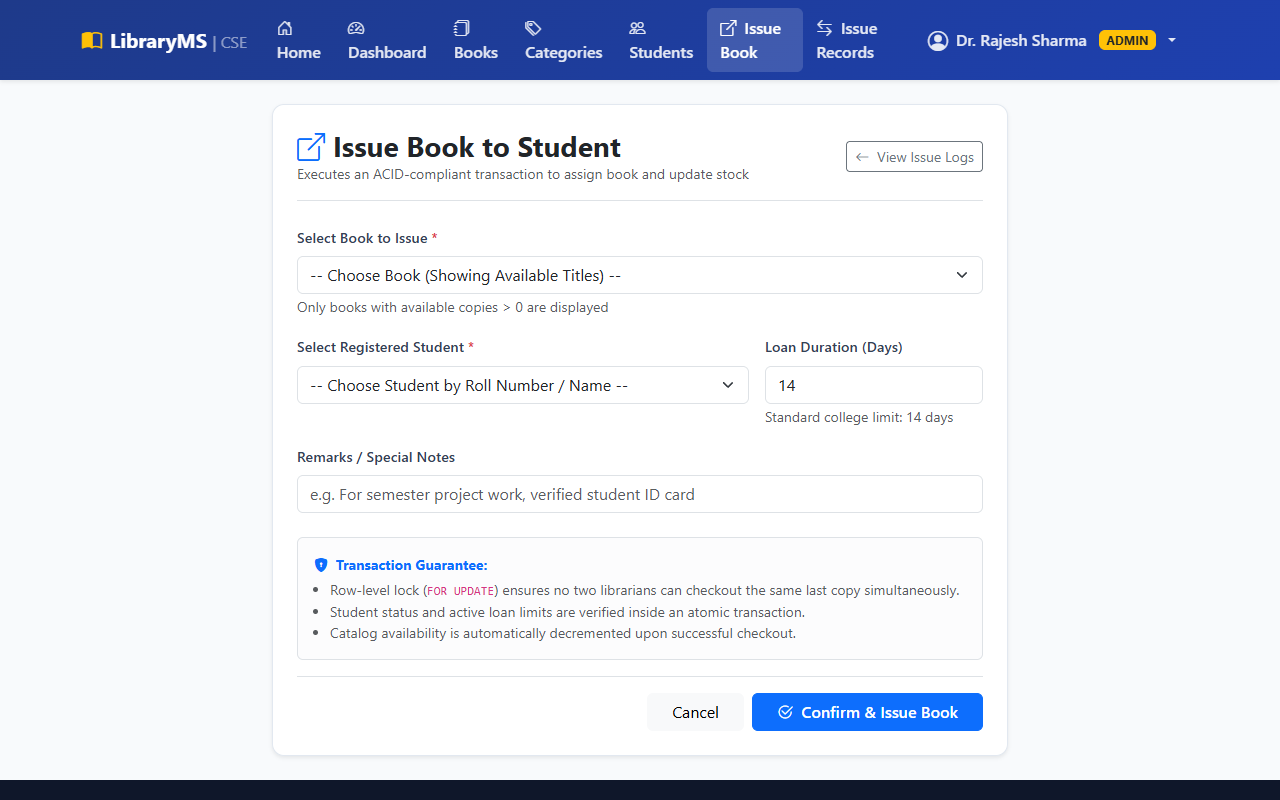 LibraryMS | CSE
Home
Dashboard
Books
Categories
Students
Issue
Book
Issue
Records
Dr. Rajesh Sharma
ADMIN
Issue Book to Student
Executes an ACID-compliant transaction to assign book and update stock
View Issue Logs
Select Book to Issue *
-- Choose Book (Showing Available Titles) --
Only books with available copies > 0 are displayed
Select Registered Student *
-- Choose Student by Roll Number / Name --
Loan Duration (Days)
14
Standard college limit: 14 days
Remarks / Special Notes
e.g. For semester project work, verified student ID card
Transaction Guarantee:
• Row-level lock (FOR UPDATE) ensures no two librarians can checkout the same last copy simultaneously.
• Student status and active loan limits are verified inside an atomic transaction.
• Catalog availability is automatically decremented upon successful checkout.
Cancel
Confirm & Issue Book